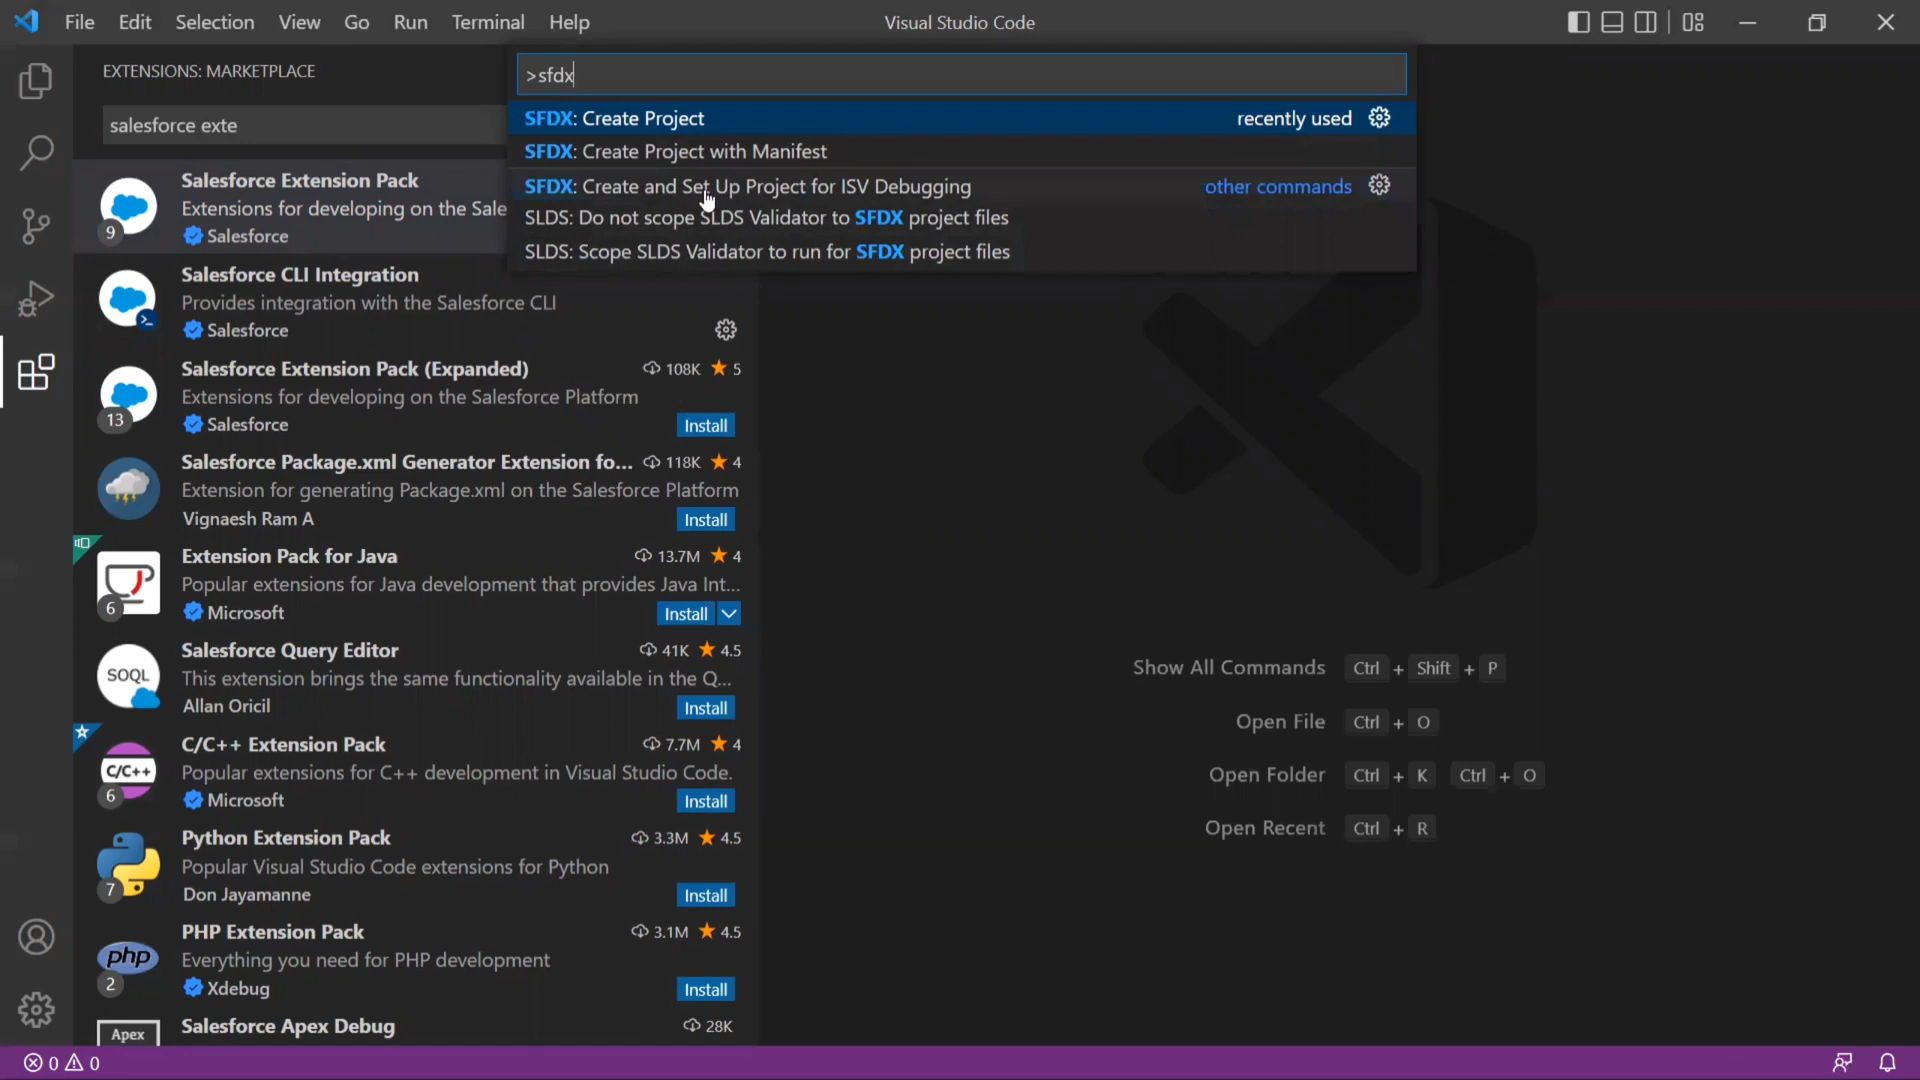 File Edit Selection View Go Run Terminal Help
Visual Studio Code
EXTENSIONS: MARKETPLACE
salesforce exte
>sfdx
SFDX: Create Project
recently used
SFDX: Create Project with Manifest
SFDX: Create and Set Up Project for ISV Debugging
other commands
SLDS: Do not scope SLDS Validator to SFDX project files
SLDS: Scope SLDS Validator to run for SFDX project files
Salesforce Extension Pack
Extensions for developing on the Sale
9
Salesforce
Salesforce CLI Integration
Provides integration with the Salesforce CLI
Salesforce
Salesforce Extension Pack (Expanded) 108K 5
Extensions for developing on the Salesforce Platform
13
Salesforce
Install
Salesforce Package.xml Generator Extension fo... 118K 4
Extension for generating Package.xml on the Salesforce Platform
Vignaesh Ram A
Install
Extension Pack for Java 13.7M 4
Popular extensions for Java development that provides Java Int...
6
Microsoft
Install
Salesforce Query Editor 41K 4.5
SOQL
This extension brings the same functionality available in the Q...
Allan Oricil
Install
C/C++ Extension Pack 7.7M 4
C/C++
Popular extensions for C++ development in Visual Studio Code.
6
Microsoft
Install
Python Extension Pack 3.3M 4.5
Popular Visual Studio Code extensions for Python
7
Don Jayamanne
Install
PHP Extension Pack 3.1M 4.5
php
Everything you need for PHP development
2
Xdebug
Install
Salesforce Apex Debug 28K
Apex
Show All Commands Ctrl + Shift + P
Open File Ctrl + O
Open Folder Ctrl + K Ctrl + O
Open Recent Ctrl + R
0 0